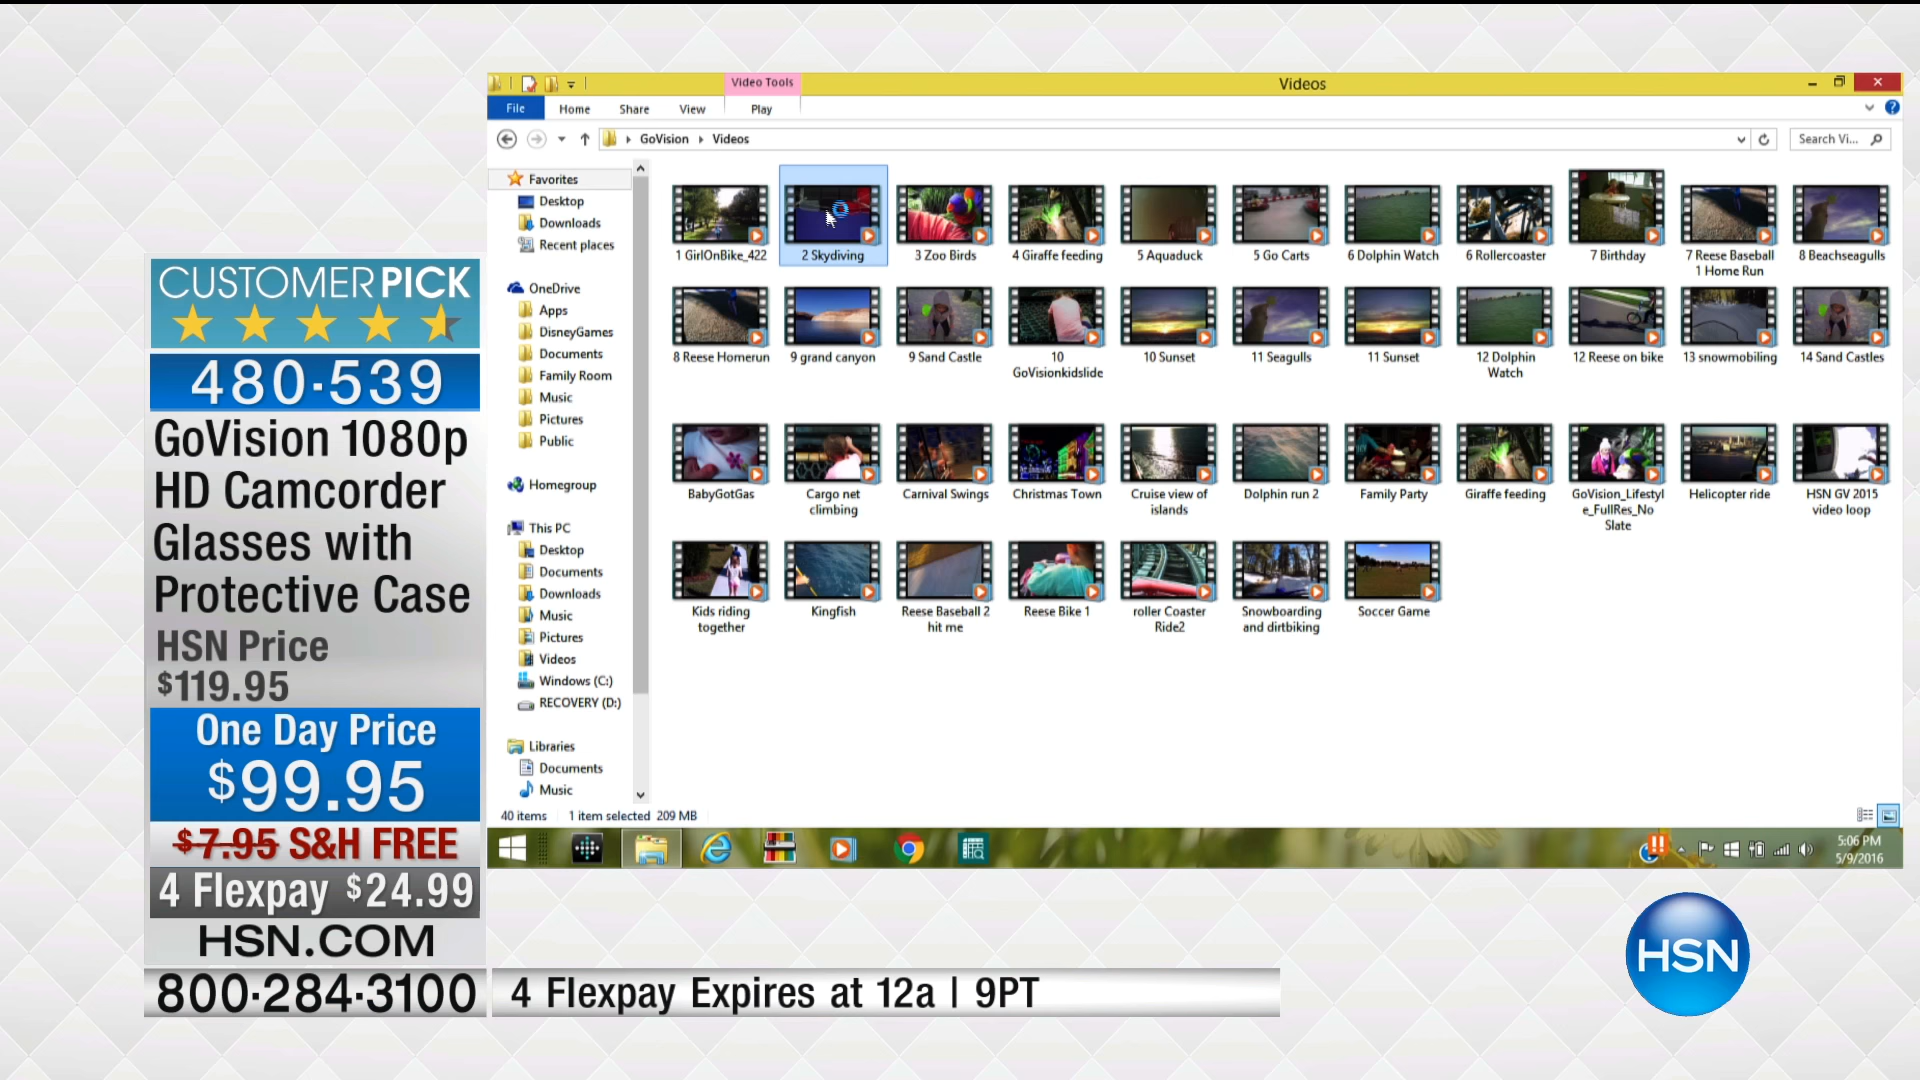 CUSTOMER PICK
480·539
GoVision 1080p
HD Camcorder
Glasses with
Protective Case
HSN Price
$119.95
One Day Price
$99.95
$7.95 S&H FREE
4 Flexpay $24.99
HSN.COM
800·284·3100
4 Flexpay Expires at 12a | 9PT
HSN
Video Tools
Videos
File
Home
Share
View
Play
GoVision
Videos
Search Vi...
Favorites
Desktop
Downloads
Recent places
OneDrive
Apps
DisneyGames
Documents
Family Room
Music
Pictures
Public
Homegroup
This PC
Desktop
Documents
Downloads
Music
Pictures
Videos
Windows (C:)
RECOVERY (D:)
Libraries
Documents
Music
1 GirlOnBike_422
2 Skydiving
3 Zoo Birds
4 Giraffe feeding
5 Aquaduck
5 Go Carts
6 Dolphin Watch
6 Rollercoaster
7 Birthday
7 Reese Baseball
1 Home Run
8 Beachseagulls
8 Reese Homerun
9 grand canyon
9 Sand Castle
10
GoVisionkidslide
10 Sunset
11 Seagulls
11 Sunset
12 Dolphin
Watch
12 Reese on bike
13 snowmobiling
14 Sand Castles
BabyGotGas
Cargo net
climbing
Carnival Swings
Christmas Town
Cruise view of
islands
Dolphin run 2
Family Party
Giraffe feeding
GoVision_Lifestyl
e_FullRes_No
Slate
Helicopter ride
HSN GV 2015
video loop
Kids riding
together
Kingfish
Reese Baseball 2
hit me
Reese Bike 1
roller Coaster
Ride2
Snowboarding
and dirtbiking
Soccer Game
40 items
1 item selected 209 MB
5:06 PM
5/9/2016